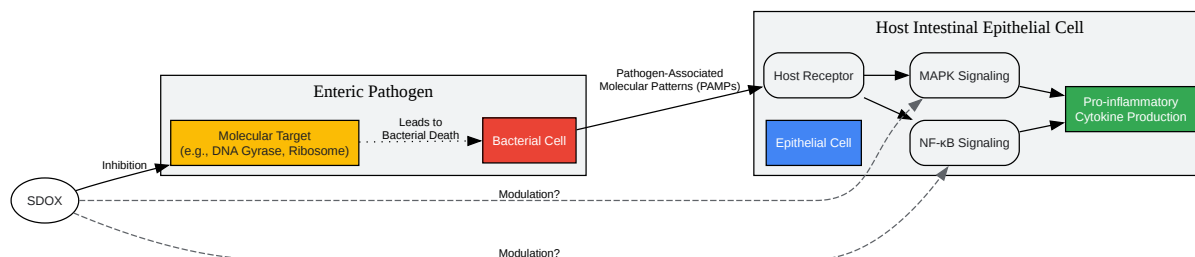 Host Intestinal Epithelial Cell
Host Receptor
MAPK Signaling
Pathogen-Associated
Molecular Patterns (PAMPs)
Enteric Pathogen
Pro-inflammatory
Cytokine Production
Molecular Target
(e.g., DNA Gyrase, Ribosome)
Leads to
Bacterial Death
Bacterial Cell
Epithelial Cell
NF-κB Signaling
Inhibition
SDOX
Modulation?
Modulation?